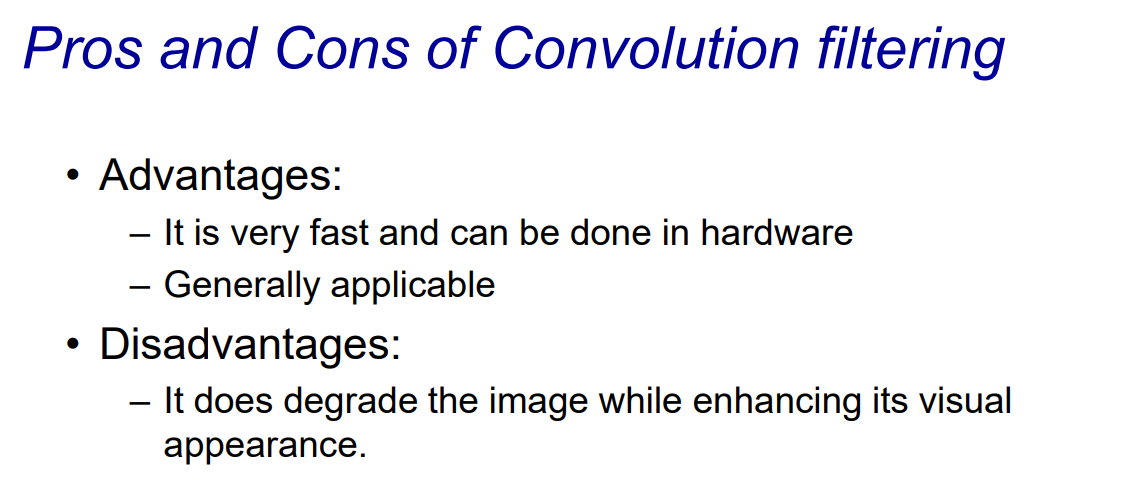 Pros and Cons of Convolution filtering
• Advantages:
– It is very fast and can be done in hardware
– Generally applicable
• Disadvantages:
– It does degrade the image while enhancing its visual
appearance.